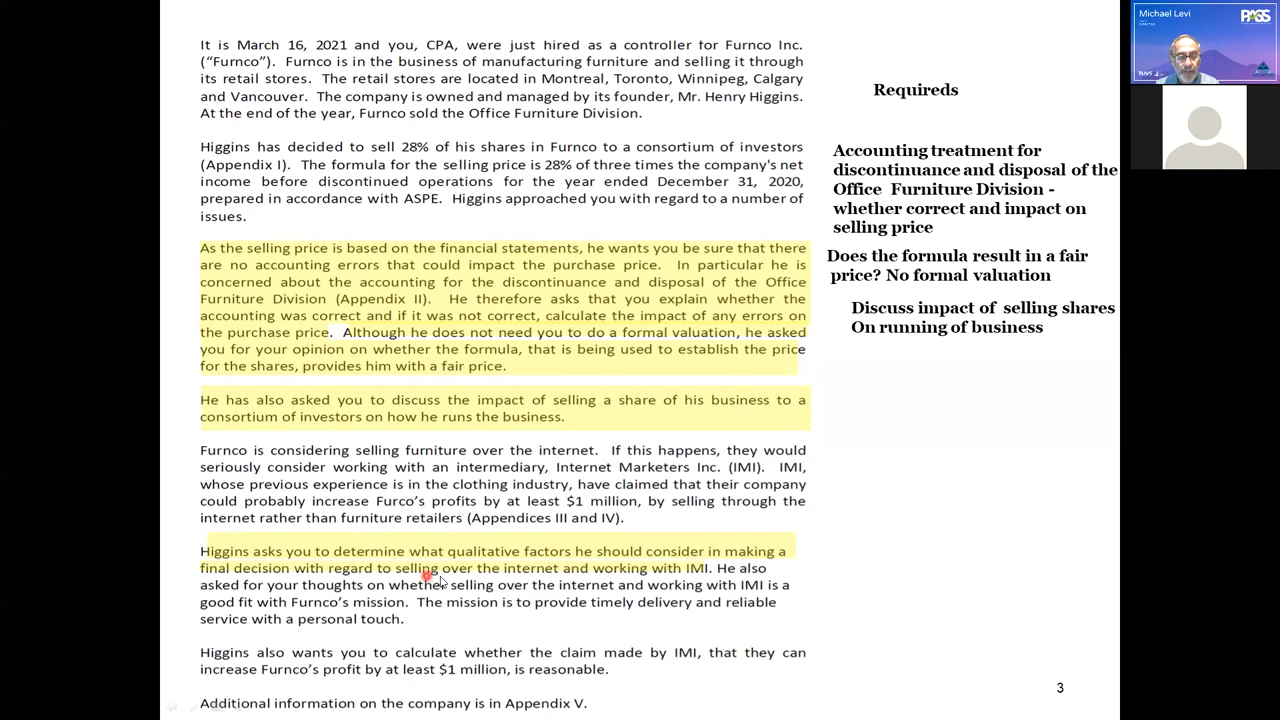 It is March 16, 2021 and you, CPA, were just hired as a controller for Furnco Inc.
("Furnco"). Furnco is in the business of manufacturing furniture and selling it through
its retail stores. The retail stores are located in Montreal, Toronto, Winnipeg, Calgary
and Vancouver. The company is owned and managed by its founder, Mr. Henry Higgins.
At the end of the year, Furnco sold the Office Furniture Division.
Higgins has decided to sell 28% of his shares in Furnco to a consortium of investors
(Appendix I). The formula for the selling price is 28% of three times the company's net
income before discontinued operations for the year ended December 31, 2020,
prepared in accordance with ASPE. Higgins approached you with regard to a number of
issues.
As the selling price is based on the financial statements, he wants you be sure that there
are no accounting errors that could impact the purchase price. In particular he is
concerned about the accounting for the discontinuance and disposal of the Office
Furniture Division (Appendix II). He therefore asks that you explain whether the
accounting was correct and if it was not correct, calculate the impact of any errors on
the purchase price. Although he does not need you to do a formal valuation, he asked
you for your opinion on whether the formula, that is being used to establish the price
for the shares, provides him with a fair price.
He has also asked you to discuss the impact of selling a share of his business to a
consortium of investors on how he runs the business.
Furnco is considering selling furniture over the internet. If this happens, they would
seriously consider working with an intermediary, Internet Marketers Inc. (IMI). IMI,
whose previous experience is in the clothing industry, have claimed that their company
could probably increase Furco's profits by at least $1 million, by selling through the
internet rather than furniture retailers (Appendices III and IV).
Higgins asks you to determine what qualitative factors he should consider in making a
final decision with regard to selling over the internet and working with IMI. He also
asked for your thoughts on whether selling over the internet and working with IMI is a
good fit with Furnco's mission. The mission is to provide timely delivery and reliable
service with a personal touch.
Higgins also wants you to calculate whether the claim made by IMI, that they can
increase Furnco's profit by at least $1 million, is reasonable.
Additional information on the company is in Appendix V.
Requireds
Accounting treatment for
discontinuance and disposal of the
Office Furniture Division -
whether correct and impact on
selling price
Does the formula result in a fair
price? No formal valuation
Discuss impact of selling shares
On running of business
3
Michael Levi
PASS